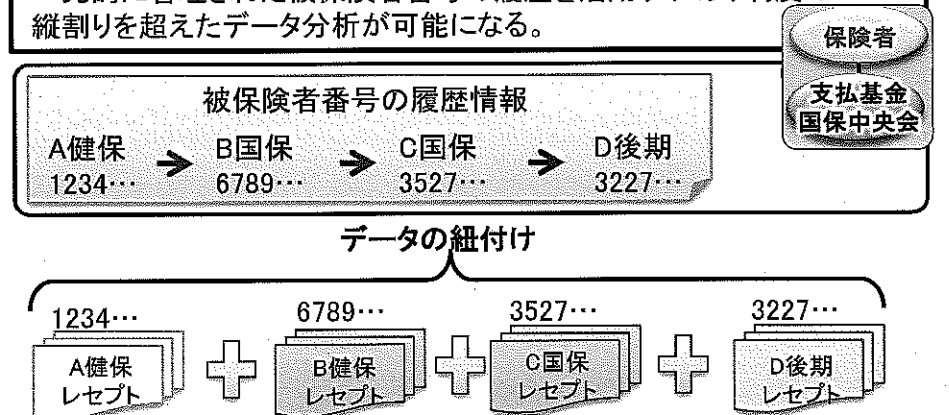 縦割りを超えたデータ分析が可能になる。
保険者
支払基金
国保中央会
被保険者番号の履歴情報
A健保 B国保 C国保 D後期
1234… 6789… 3527… 3227…
データの紐付け
1234… 6789… 3527… 3227…
A健保 B健保 C国保 D後期
レセプト レセプト レセプト レセプト